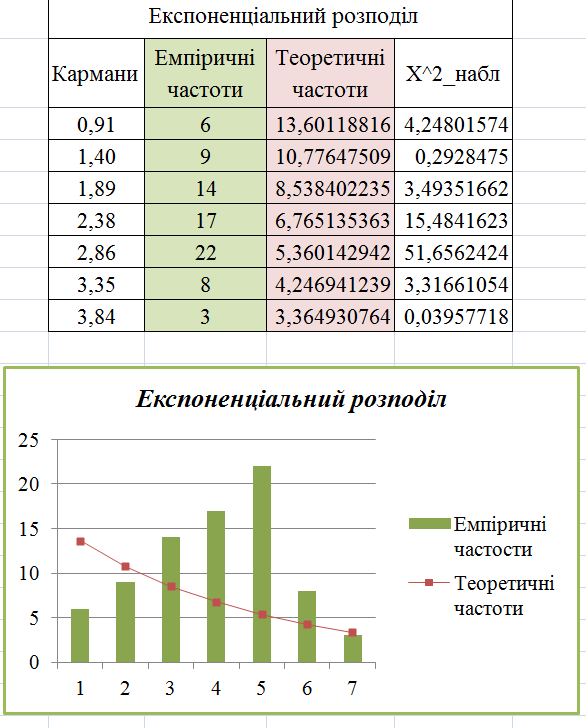 Експоненціальний розподіл
Кармани Емпіричні частоти Теоретичні частоти X^2_набл
0,91 6 13,60118816 4,24801574
1,40 9 10,77647509 0,2928475
1,89 14 8,538402235 3,49351662
2,38 17 6,765135363 15,4841623
2,86 22 5,360142942 51,6562424
3,35 8 4,246941239 3,31661054
3,84 3 3,364930764 0,03957718
Експоненціальний розподіл
25
20
15
10
5
0
1 2 3 4 5 6 7
Емпіричні
частости
Теоретичні
частоти